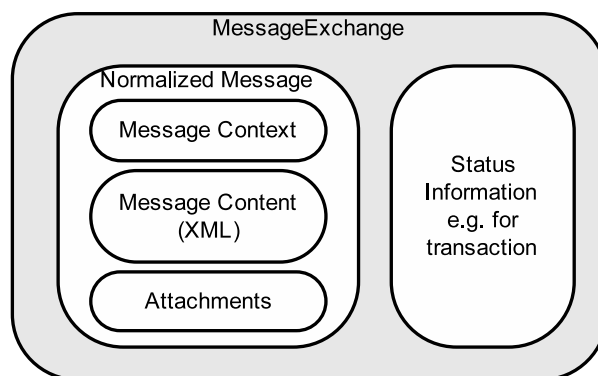 MessageExchange
Normalized Message
Message Context
Message Content
(XML)
Attachments
Status
Information
e.g. for
transaction